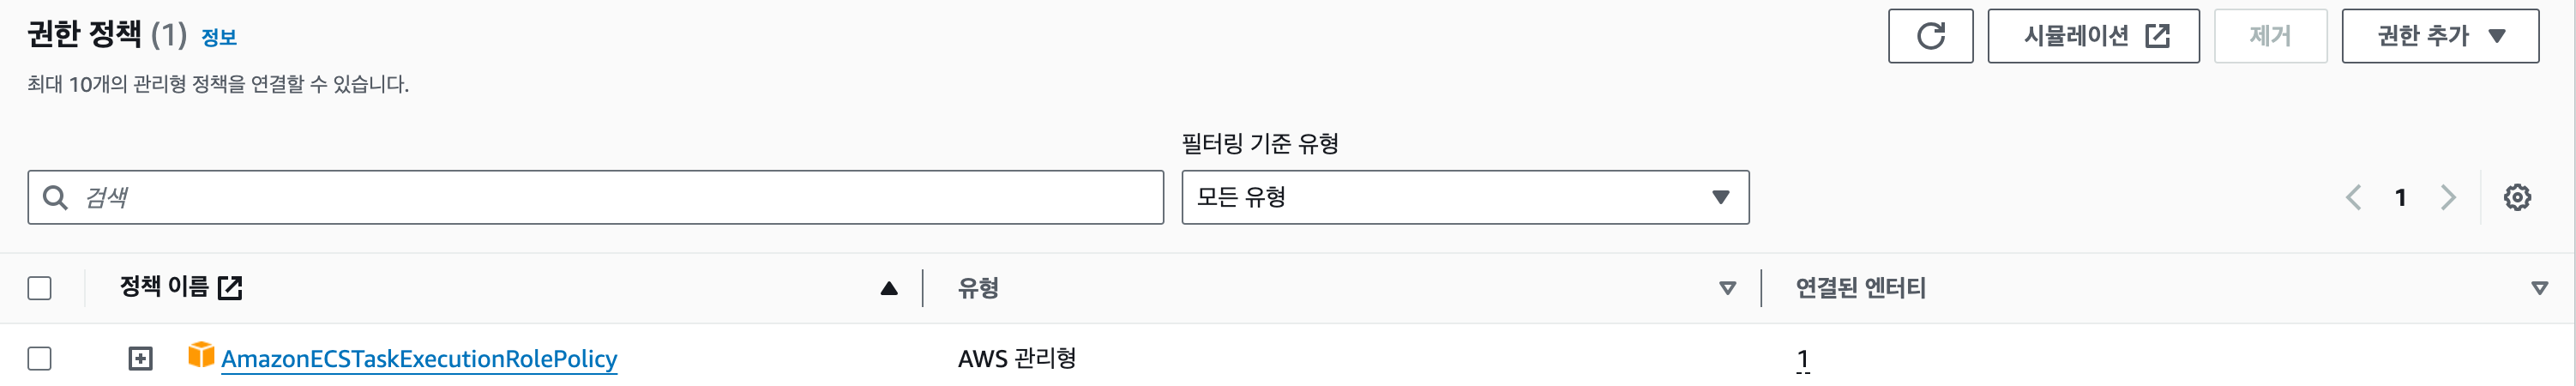 권한 정책 (1) 정보
시뮬레이션 제거 권한 추가
최대 10개의 관리형 정책을 연결할 수 있습니다.
필터링 기준 유형
검색 모든 유형 1
정책 이름 유형 연결된 엔터티
AmazonECSTaskExecutionRolePolicy AWS 관리형 1